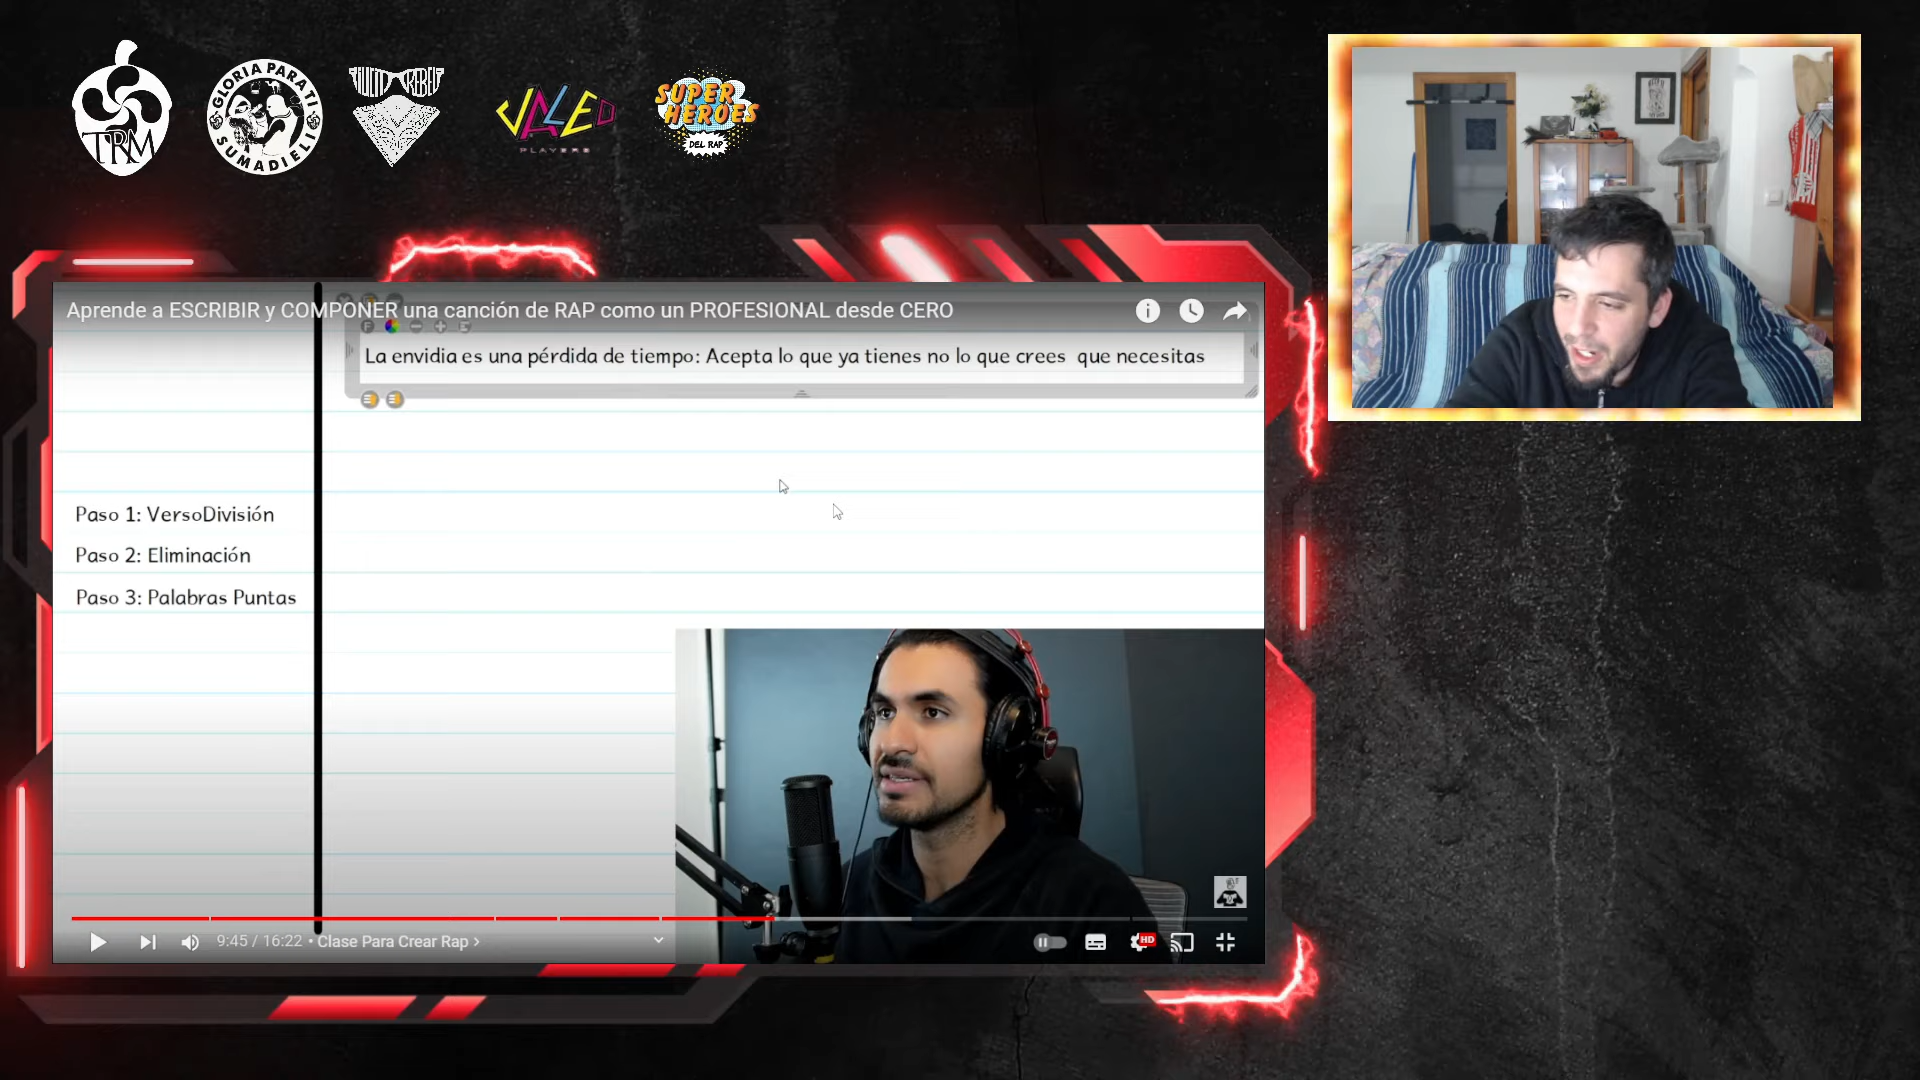 TRM
GLORIA PARA TI
SUMADIELI
JALEO
PLAYERS
SUPER
HEROES
DEL RAP
Aprende a ESCRIBIR y COMPONER una canción de RAP como un PROFESIONAL desde CERO
La envidia es una pérdida de tiempo: Acepta lo que ya tienes no lo que crees que necesitas
Paso 1: VersoDivisión
Paso 2: Eliminación
Paso 3: Palabras Puntas
9:45 / 16:22 • Clase Para Crear Rap >
HD